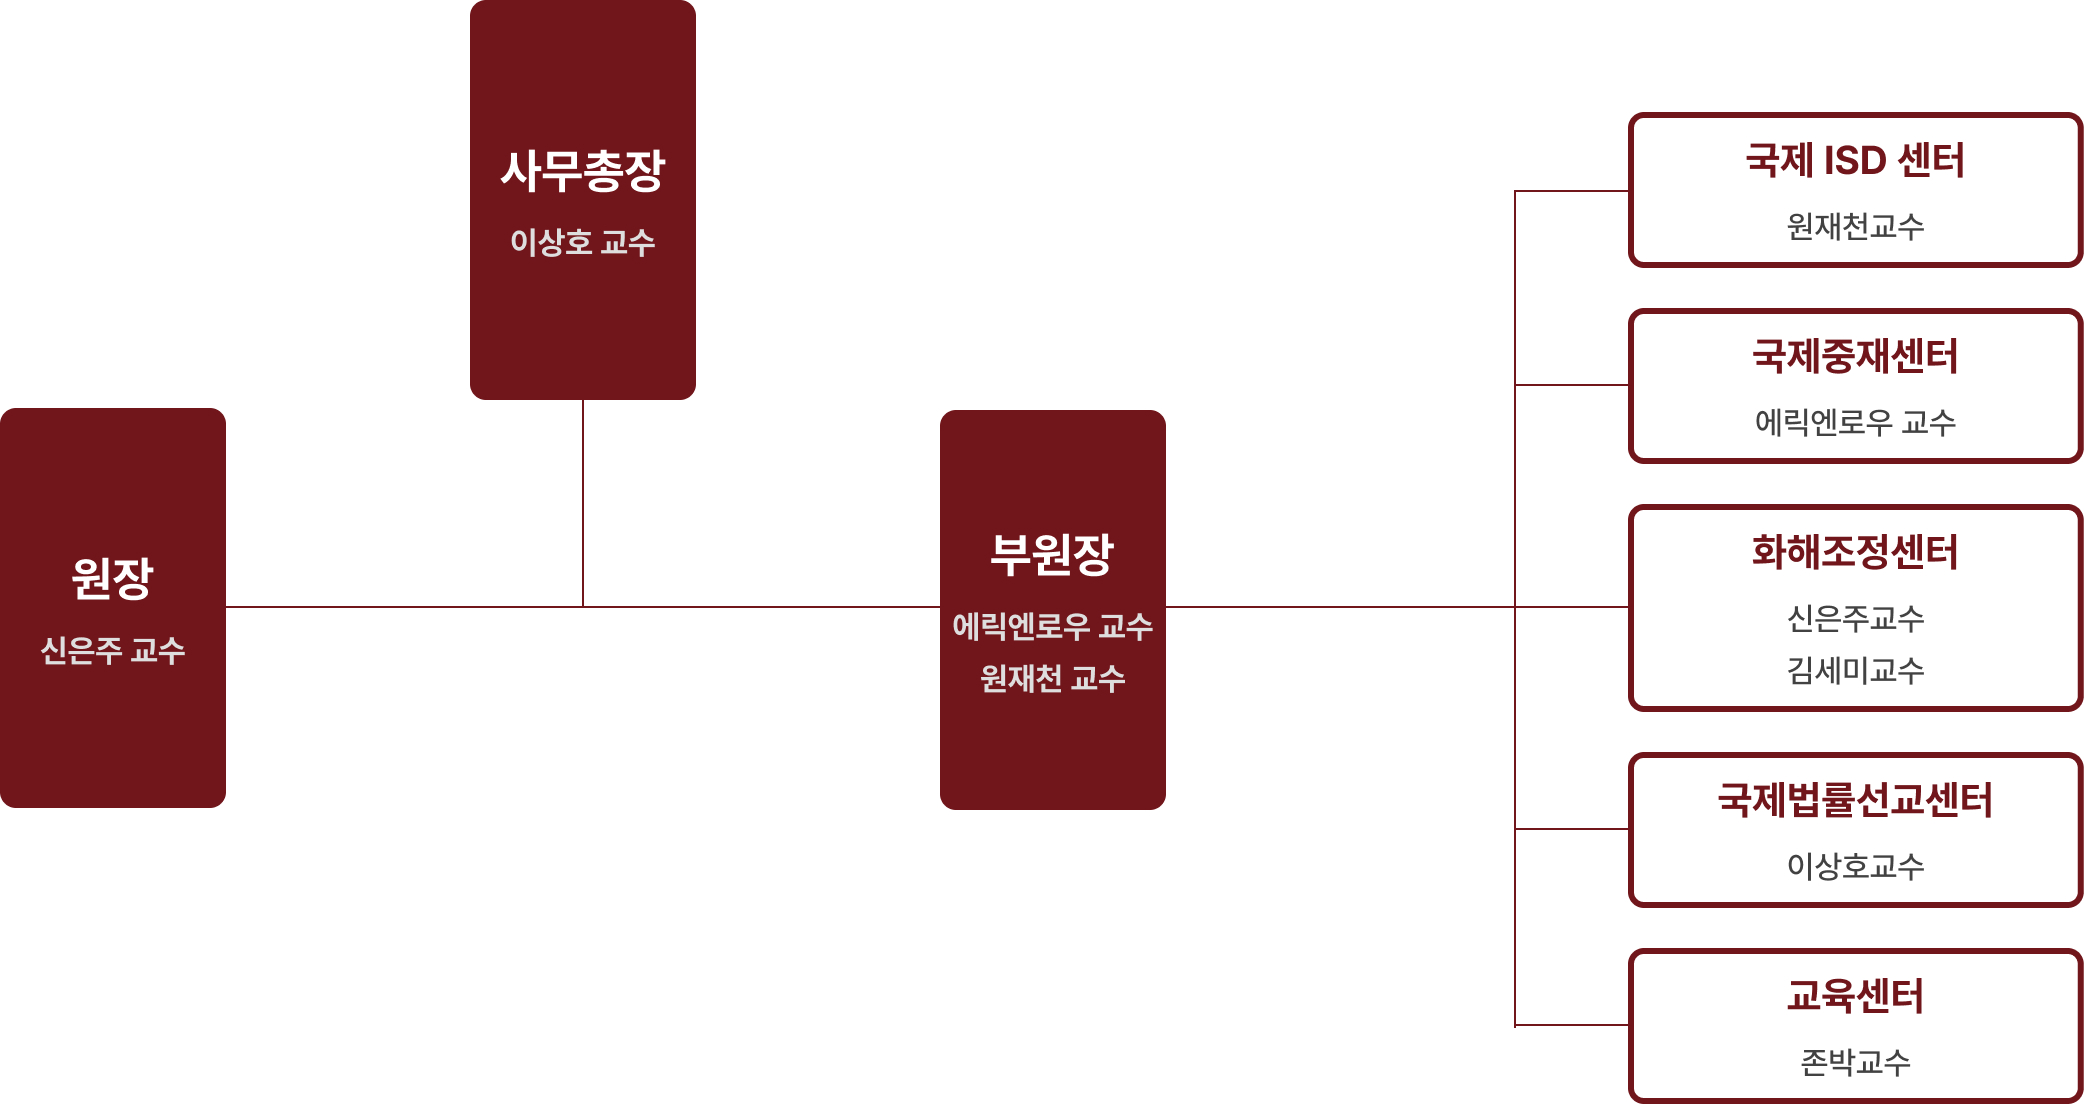 사무총장
이상호 교수
원장
신은주 교수
부원장
에릭엔로우 교수
원재천 교수
국제 ISD 센터
원재천교수
국제중재센터
에릭엔로우 교수
화해조정센터
신은주교수
김세미교수
국제법률선교센터
이상호교수
교육센터
존박교수